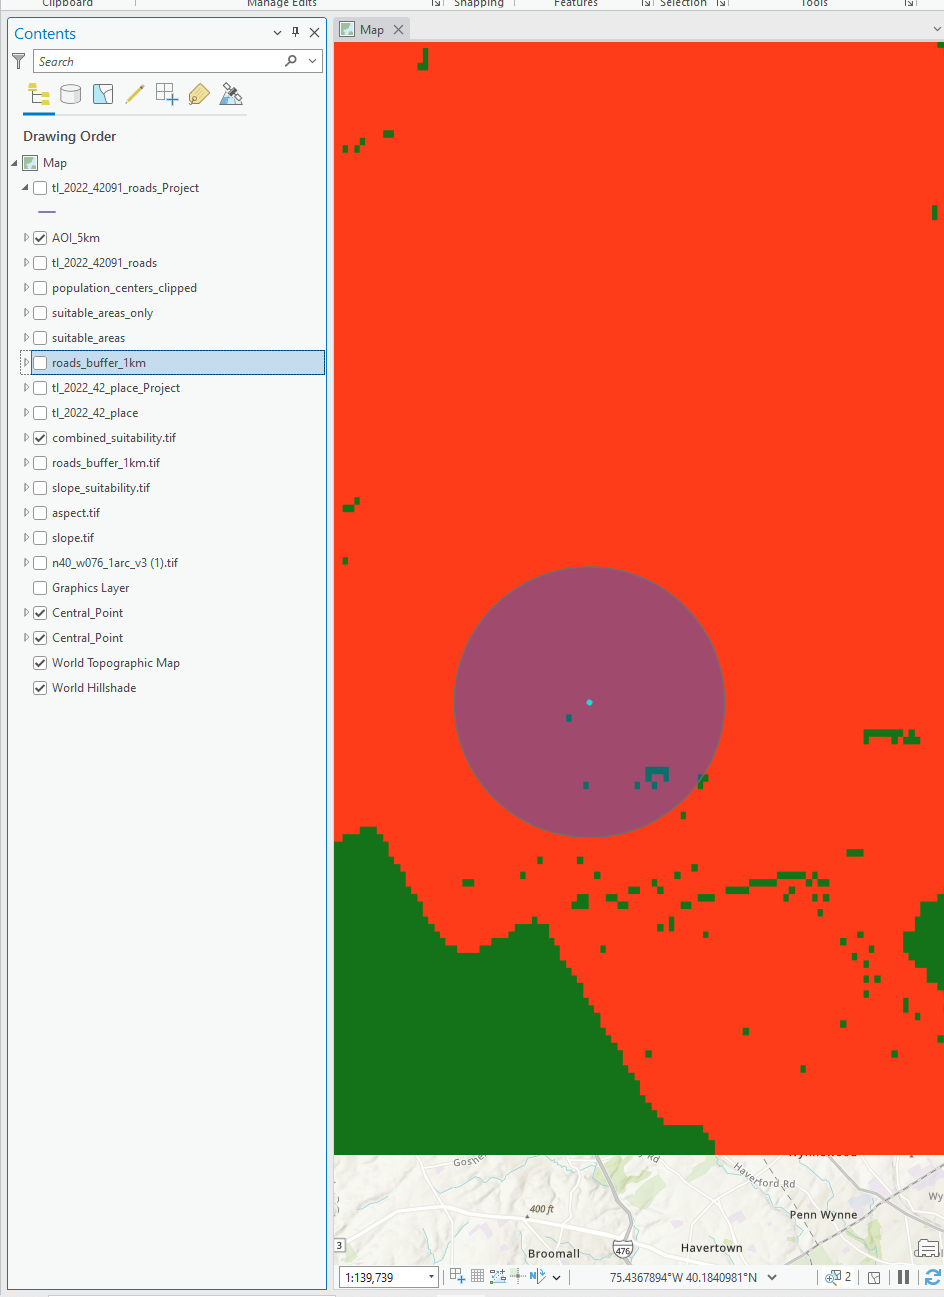 Clipboard
Manage Edits
Snapping
Features
Selection
Tools
Contents
Map
Search
Drawing Order
Map
tl_2022_42091_roads_Project
AOI_5km
tl_2022_42091_roads
population_centers_clipped
suitable_areas_only
suitable_areas
roads_buffer_1km
tl_2022_42_place_Project
tl_2022_42_place
combined_suitability.tif
roads_buffer_1km.tif
slope_suitability.tif
aspect.tif
slope.tif
n40_w076_1arc_v3 (1).tif
Graphics Layer
Central_Point
Central_Point
World Topographic Map
World Hillshade
Rd
Haverford Rd
400 ft
Penn Wynne
3
476
Broomall
Havertown
1:139,739
N
75.4367894°W 40.1840981°N
2